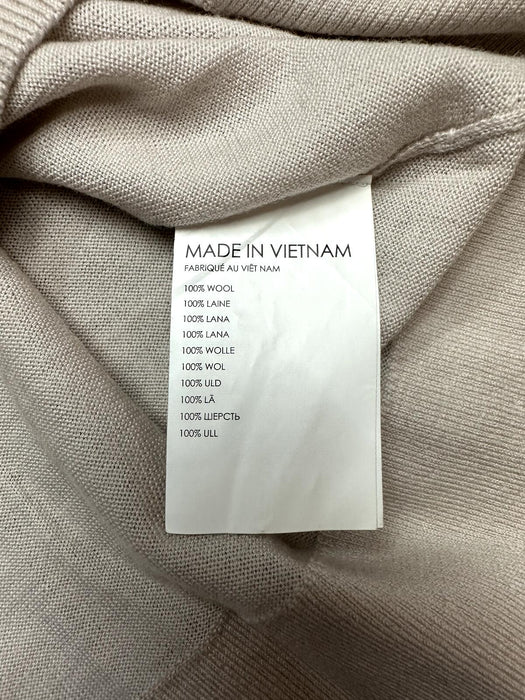 MADE IN VIETNAM
FABRIQUÉ AU VIÊT NAM
100% WOOL
100% LAINE
100% LANA
100% LANA
100% WOLLE
100% WOL
100% ULD
100% LÃ
100% ШЕРСТЬ
100% ULL